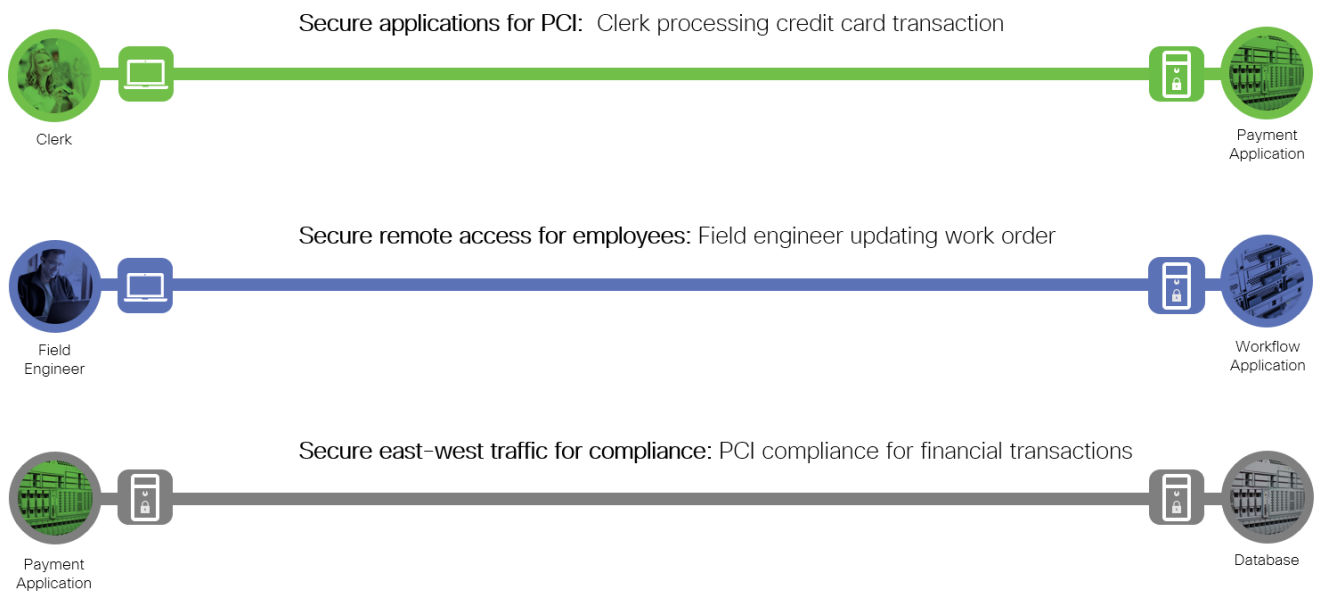 Secure applications for PCI: Clerk processing credit card transaction
Clerk
Payment
Application
Secure remote access for employees: Field engineer updating work order
Field
Engineer
Workflow
Application
Secure east-west traffic for compliance: PCI compliance for financial transactions
Payment
Application
Database